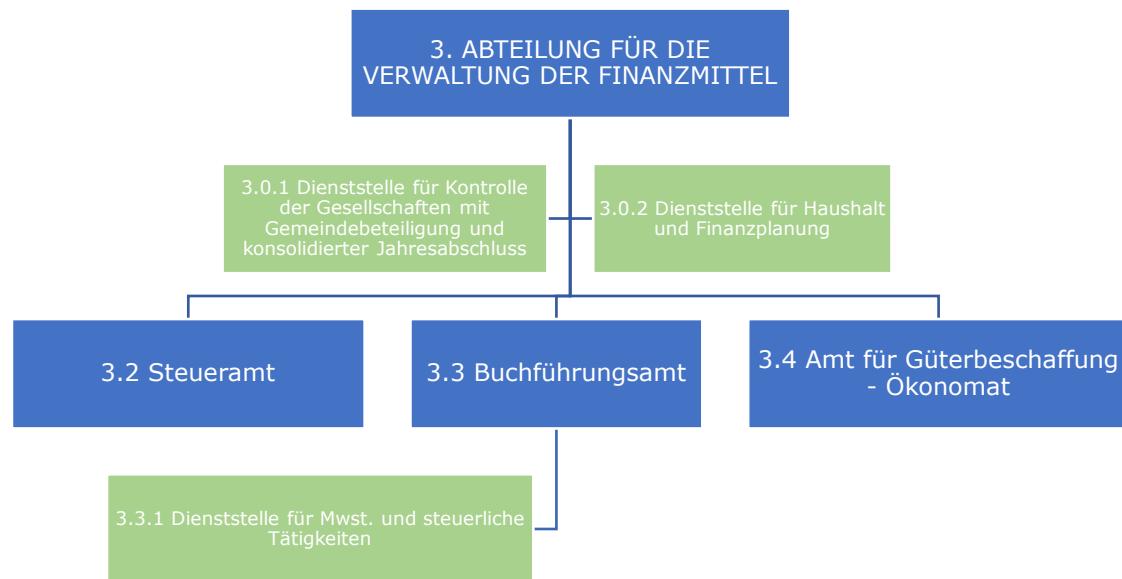 3. ABTEILUNG FÜR DIE
VERWALTUNG DER FINANZMITTEL
3.0.1 Dienststelle für Kontrolle
der Gesellschaften mit
Gemeindebeteiligung und
konsolidierter Jahresabschluss
3.0.2 Dienststelle für Haushalt
und Finanzplanung
3.2 Steueramt
3.3 Buchführungsamt
3.4 Amt für Güterbeschaffung
- Ökonomat
3.3.1 Dienststelle für Mwst. und steuerliche
Tätigkeiten